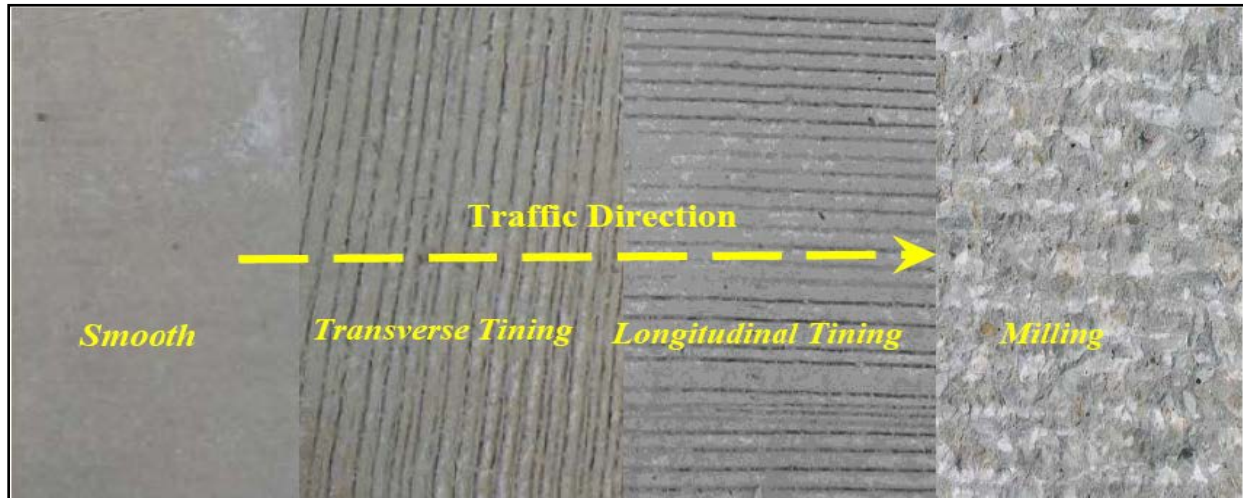 Traffic Direction
Smooth
Transverse Tining
Longitudinal Tining
Milling